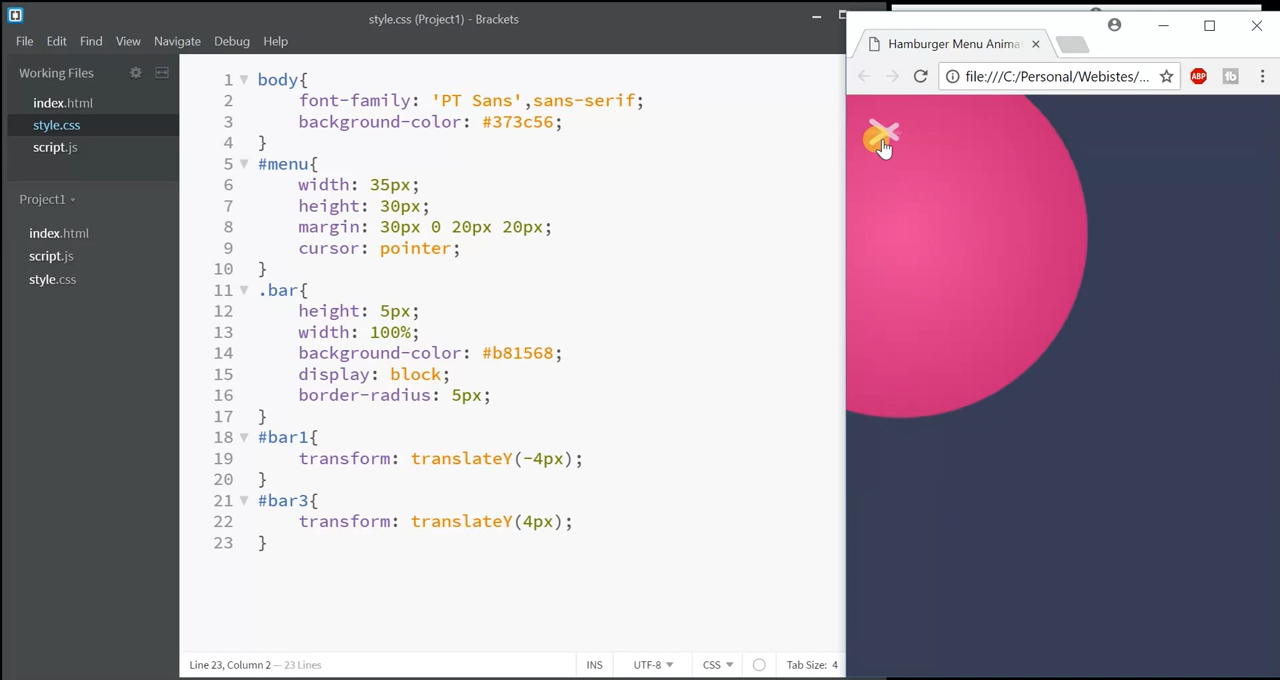 style.css (Project1) - Brackets
File Edit Find View Navigate Debug Help
Working Files
index.html
style.css
script.js
Project1
index.html
script.js
style.css
1 body{
2 font-family: 'PT Sans',sans-serif;
3 background-color: #373c56;
4 }
5 #menu{
6 width: 35px;
7 height: 30px;
8 margin: 30px 0 20px 20px;
9 cursor: pointer;
10 }
11 .bar{
12 height: 5px;
13 width: 100%;
14 background-color: #b81568;
15 display: block;
16 border-radius: 5px;
17 }
18 #bar1{
19 transform: translateY(-4px);
20 }
21 #bar3{
22 transform: translateY(4px);
23 }
Line 23, Column 2 — 23 Lines
INS UTF-8 CSS Tab Size: 4
Hamburger Menu Anima
file:///C:/Personal/Webistes/...
ABP